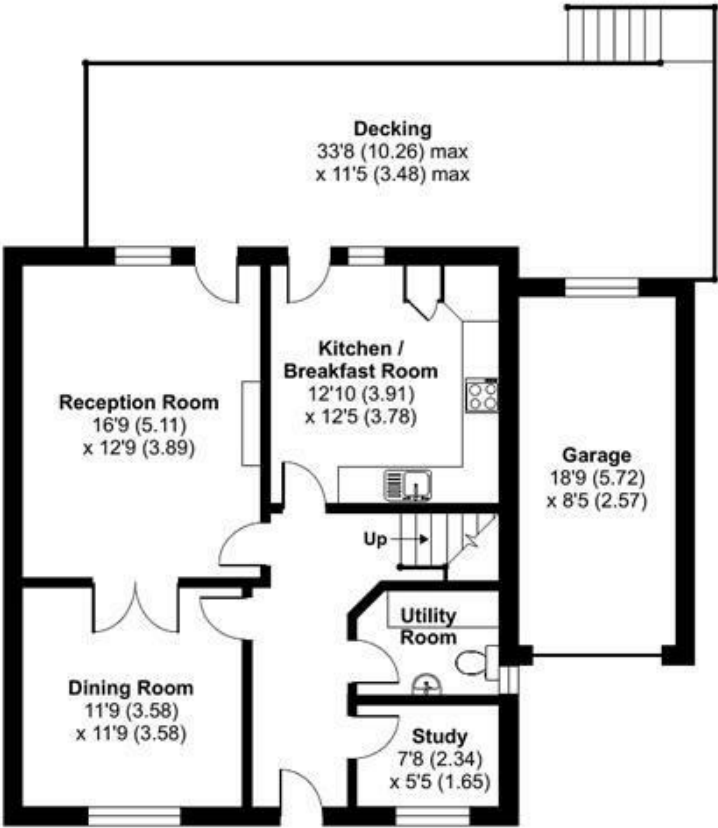 Decking
33'8 (10.26) max
x 11'5 (3.48) max
Kitchen /
Breakfast Room
12'10 (3.91)
x 12'5 (3.78)
Reception Room
16'9 (5.11)
x 12'9 (3.89)
Garage
18'9 (5.72)
x 8'5 (2.57)
Up
Utility
Room
Dining Room
11'9 (3.58)
x 11'9 (3.58)
Study
7'8 (2.34)
x 5'5 (1.65)